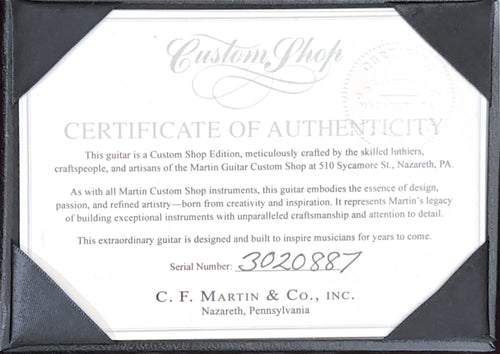 Custom Shop
CERTIFICATE OF AUTHENTICITY
This guitar is a Custom Shop Edition, meticulously crafted by the skilled luthiers,
craftspeople, and artisans of the Martin Guitar Custom Shop at 510 Sycamore St., Nazareth, PA.
As with all Martin Custom Shop instruments, this guitar embodies the essence of design,
passion, and refined artistry—born from creativity and inspiration. It represents Martin's legacy
of building exceptional instruments with unparalleled craftsmanship and attention to detail.
This extraordinary guitar is designed and built to inspire musicians for years to come.
Serial Number: 3020887
C. F. MARTIN & CO., INC.
Nazareth, Pennsylvania